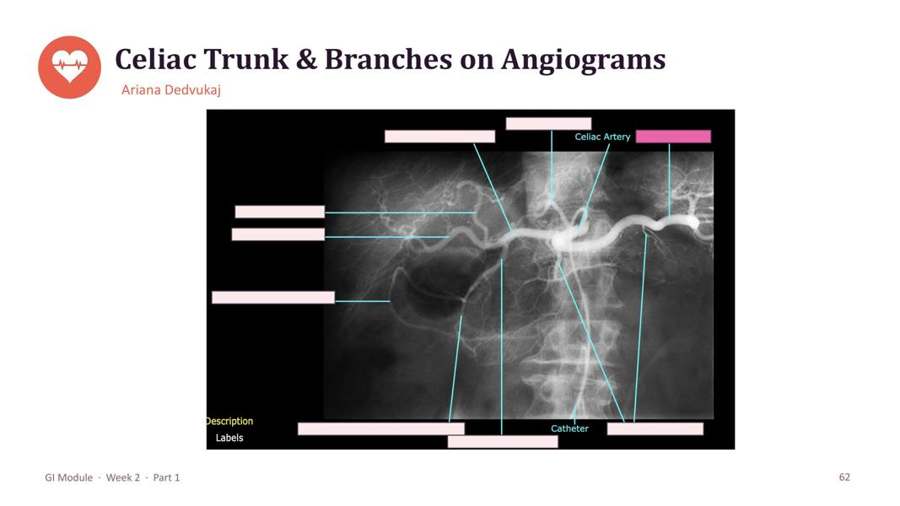 Celiac Trunk & Branches on Angiograms
Ariana Dedvukaj
Celiac Artery
Description
Labels
Catheter
GI Module · Week 2 · Part 1
62